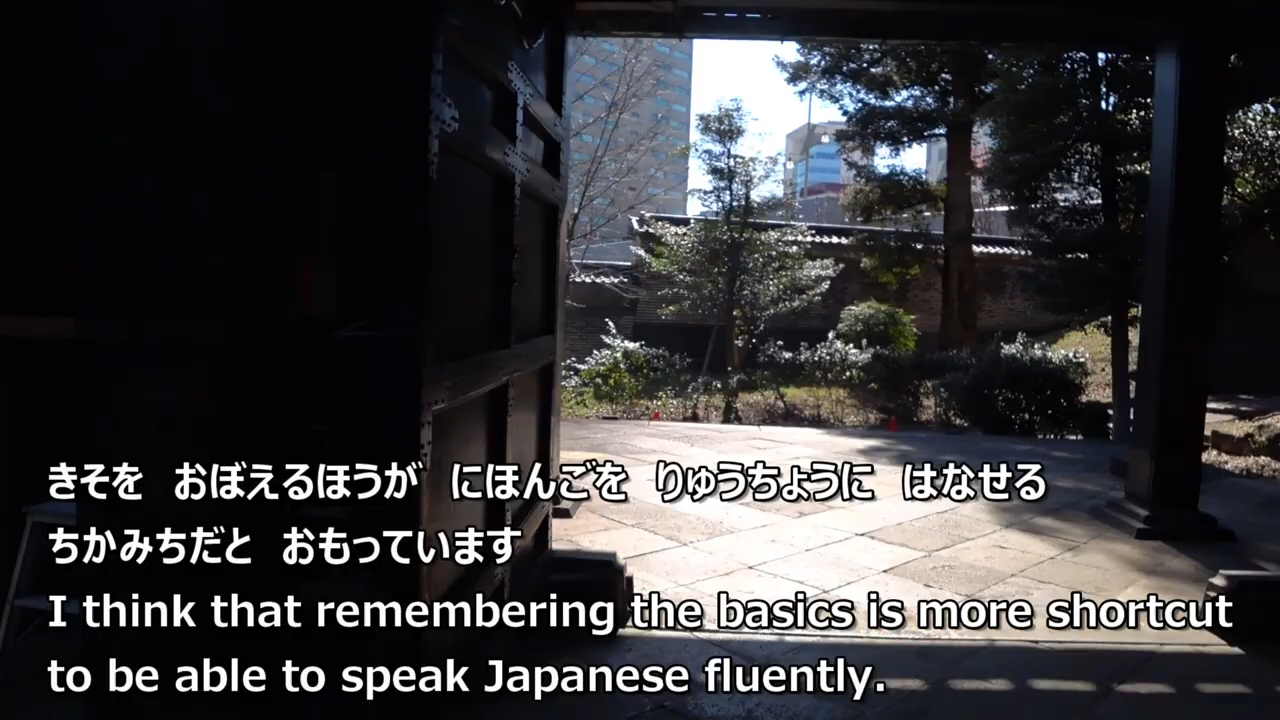 きそを　おぼえるほうが　にほんごを　りゅうちょうに　はなせる
ちかみちだと　おもっています
I think that remembering the basics is more shortcut
to be able to speak Japanese fluently.